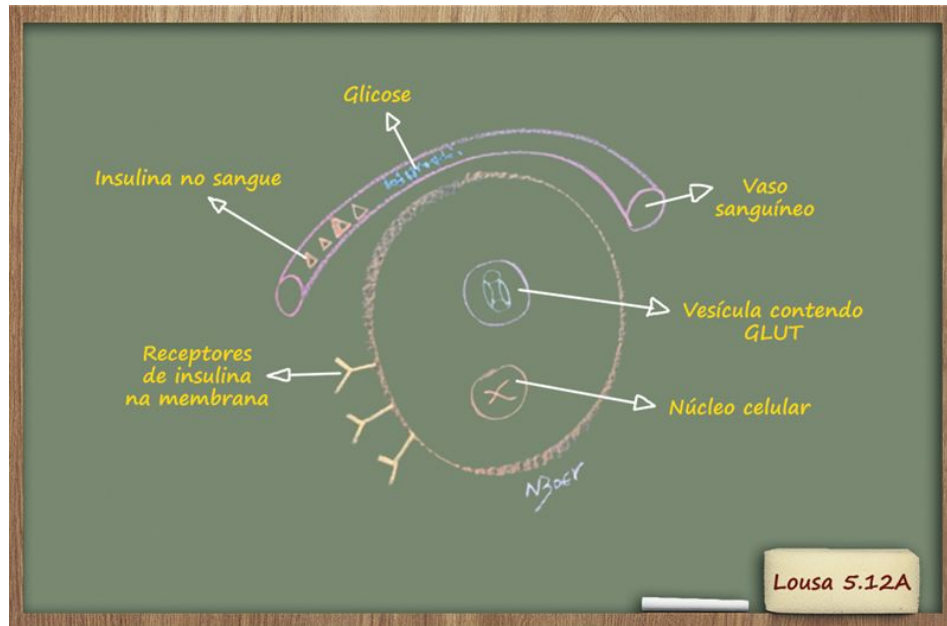 Glicose
Insulina no sangue
Vaso
sanguíneo
Vesícula contendo
GLUT
Receptores
de insulina
na membrana
Núcleo celular
Lousa 5.12A